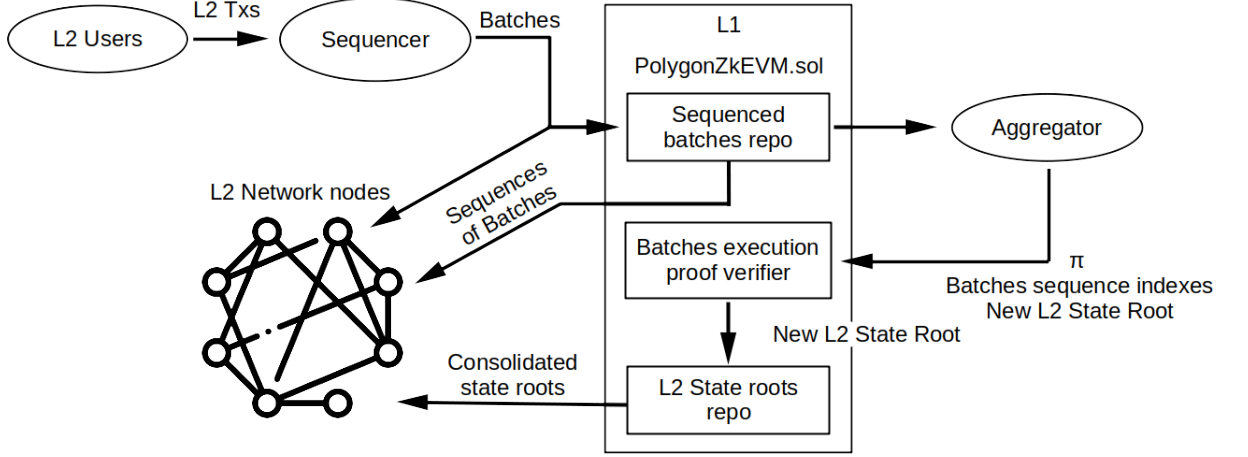 L2 Txs
L2 Users
Sequencer
Batches
L1
PolygonZkEVM.sol
Sequenced
batches repo
Aggregator
L2 Network nodes
Sequences
of Batches
Batches execution
proof verifier
π
Batches sequence indexes
New L2 State Root
New L2 State Root
Consolidated
state roots
L2 State roots
repo